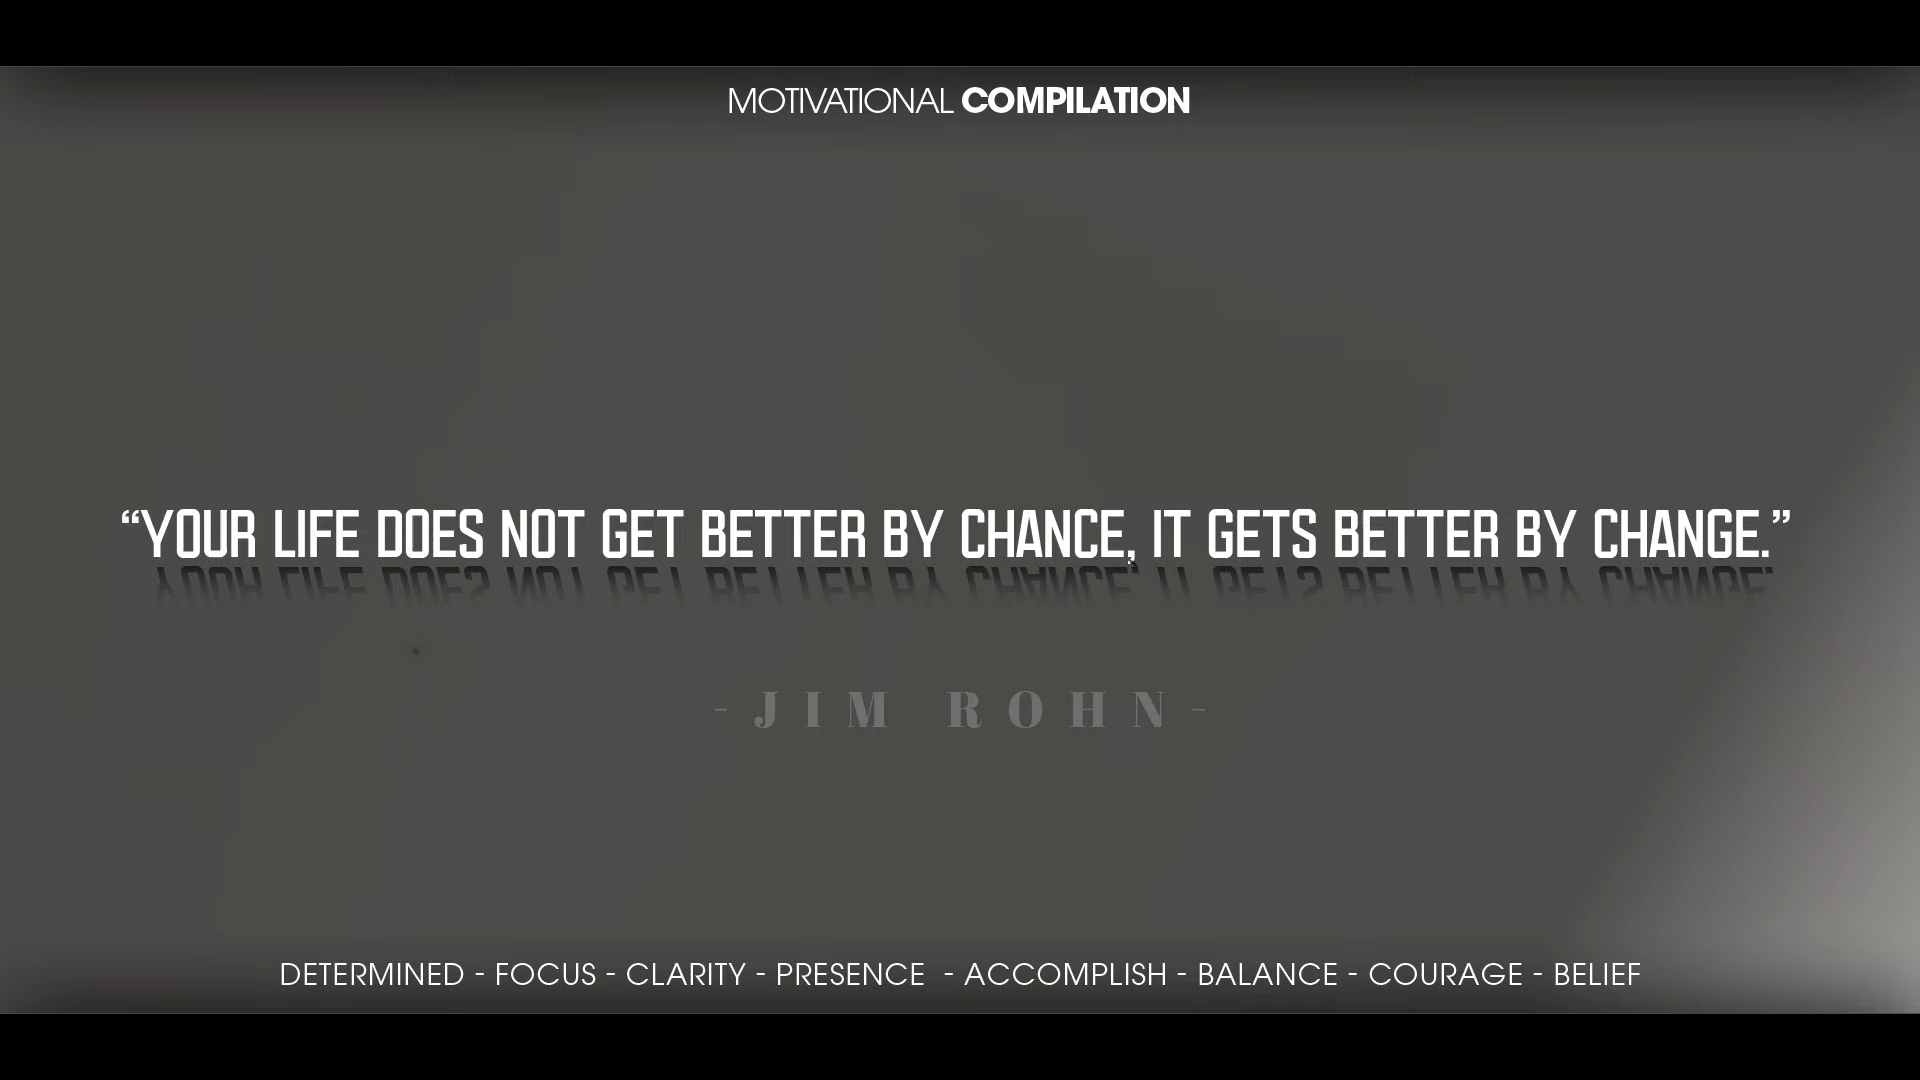 MOTIVATIONAL COMPILATION
“YOUR LIFE DOES NOT GET BETTER BY CHANCE, IT GETS BETTER BY CHANGE.”
- JIM ROHN -
DETERMINED - FOCUS - CLARITY - PRESENCE - ACCOMPLISH - BALANCE - COURAGE - BELIEF